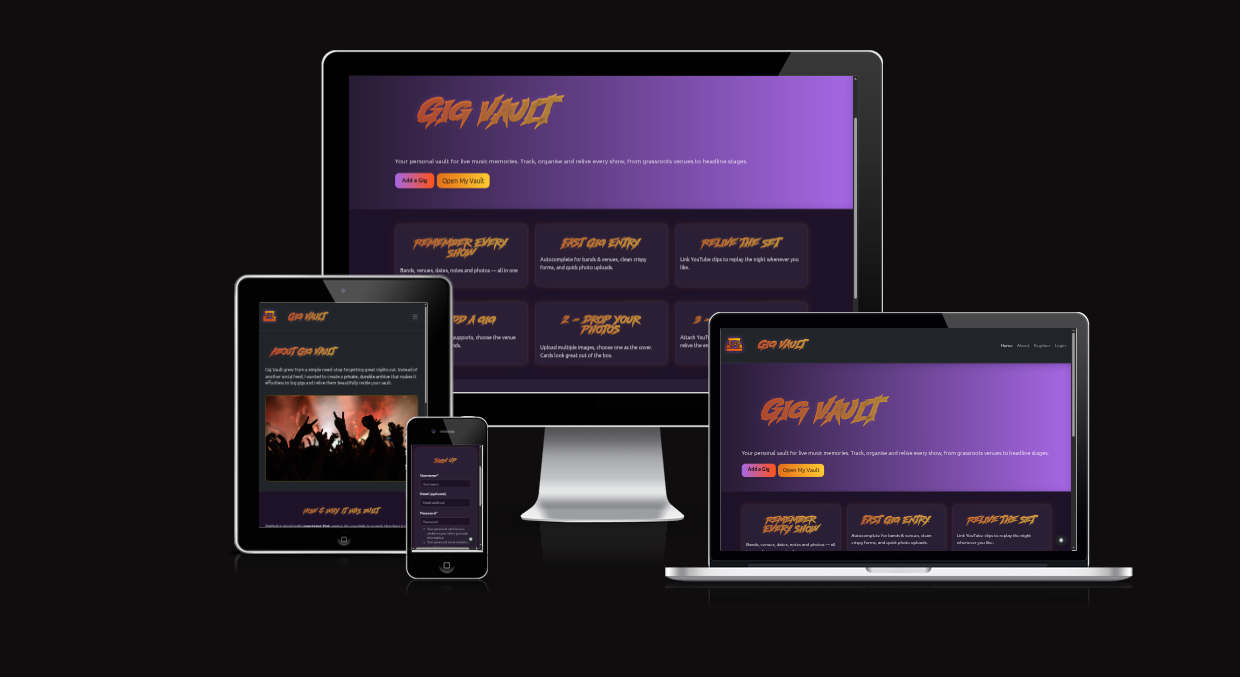 GIG VAULT
Your personal vault for live music memories. Track, organise and relive every show, from grassroots venues to headline stages.
Add a Gig Open My Vault
REMEMBER EVERY
SHOW
Bands, venues, dates, notes and photos — all in one
FAST GIG ENTRY
Autocomplete for bands & venues, clean crispy
forms, and quick photo uploads.
RELIVE THE SET
Link YouTube clips to replay the night whenever you
like.
DD A GIG
supports, choose the venue
nds.
2 – DROP YOUR
PHOTOS
Upload multiple images, choose one as the cover.
Cards look great out of the box.
3 –
Attach YouT
relive the en
GIG VAULT
ABOUT GIG VAULT
Gig Vault grew from a simple need: stop forgetting great nights out. Instead of
another social feed, I wanted to create a private, durable archive that makes it
effortless to log gigs and relive them beautifully inside your vault.
HOW & WHY IT WAS BUILT
SIGN UP
Username*
Username
Email (optional)
Email address
Password*
Password
GIG VAULT
Home About Register Login
GIG VAULT
Your personal vault for live music memories. Track, organise and relive every show, from grassroots venues to headline stages.
Add a Gig Open My Vault
REMEMBER
EVERY SHOW
Bands, venues, dates, notes and photos — all
FAST GIG ENTRY
Autocomplete for bands & venues, clean
crispy forms, and quick photo uploads.
RELIVE THE SET
Link YouTube clips to replay the night
whenever you like.